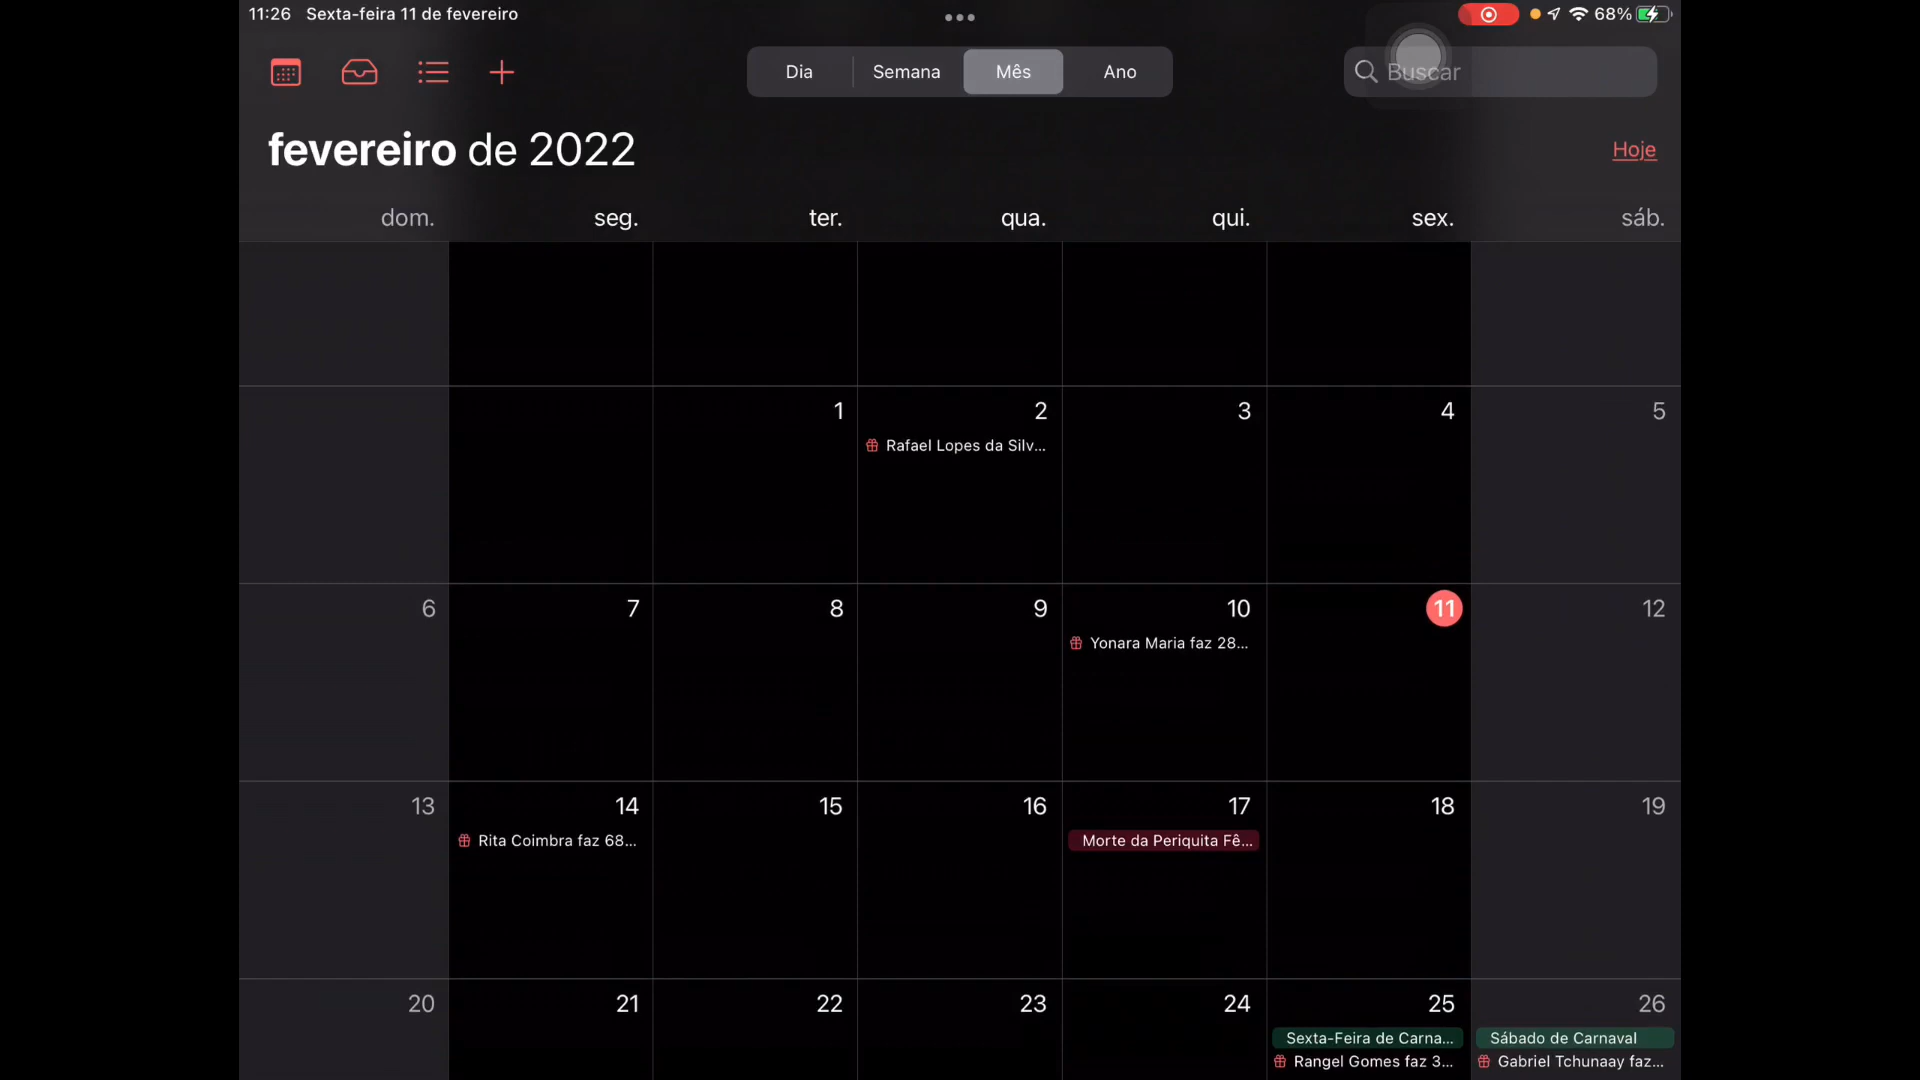 11:26 Sexta-feira 11 de fevereiro
68%
Dia Semana Mês Ano
Buscar
fevereiro de 2022
Hoje
dom. seg. ter. qua. qui. sex. sáb.
1 2 3 4 5
Rafael Lopes da Silv...
6 7 8 9 10 11 12
Yonara Maria faz 28...
13 14 15 16 17 18 19
Rita Coimbra faz 68... Morte da Periquita Fê...
20 21 22 23 24 25 26
Sexta-Feira de Carna... Sábado de Carnaval
Rangel Gomes faz 3... Gabriel Tchunaay faz...